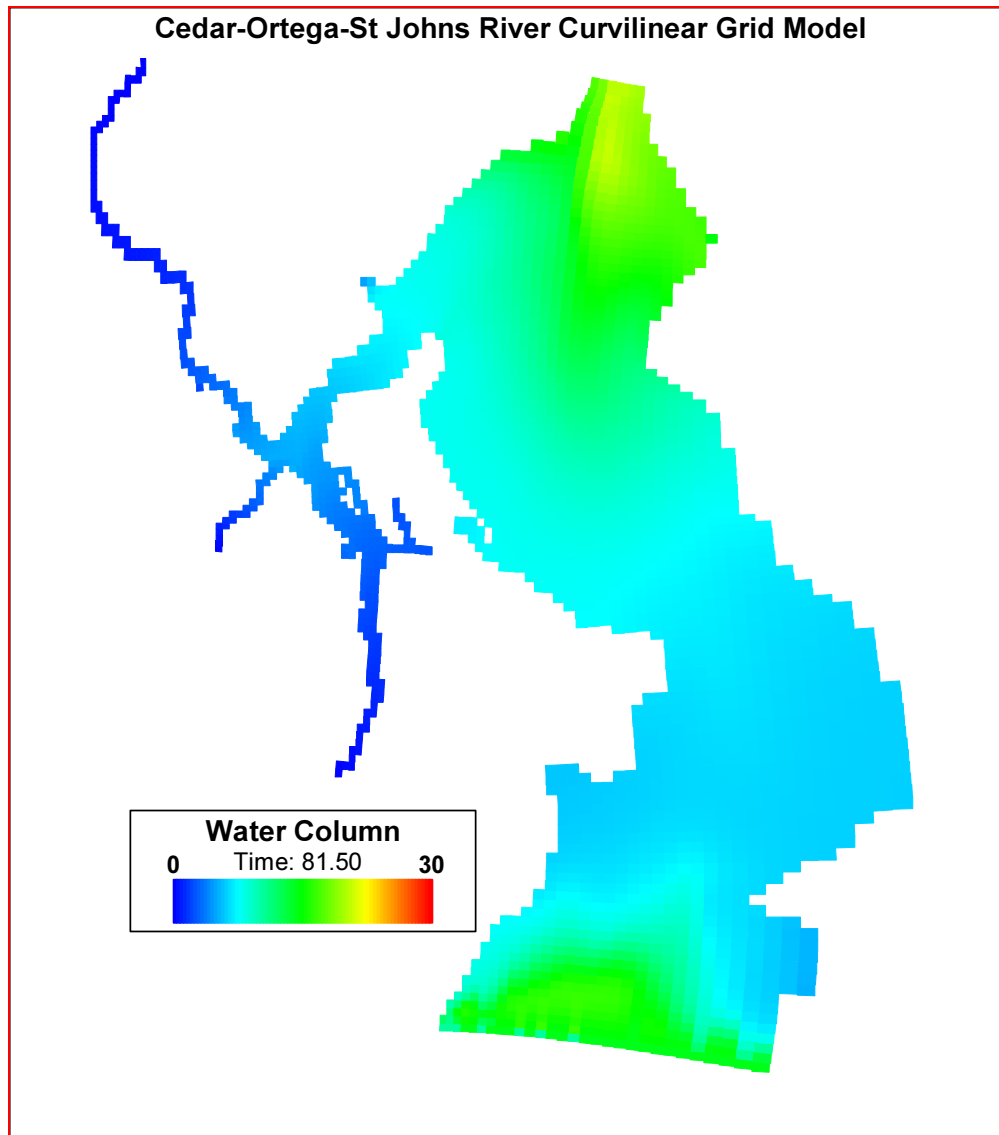 Cedar-Ortega-St Johns River Curvilinear Grid Model
Water Column
0 Time: 81.50 30